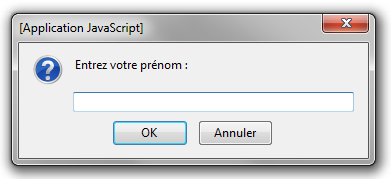 [Application JavaScript]
Entrez votre prénom :
OK Annuler